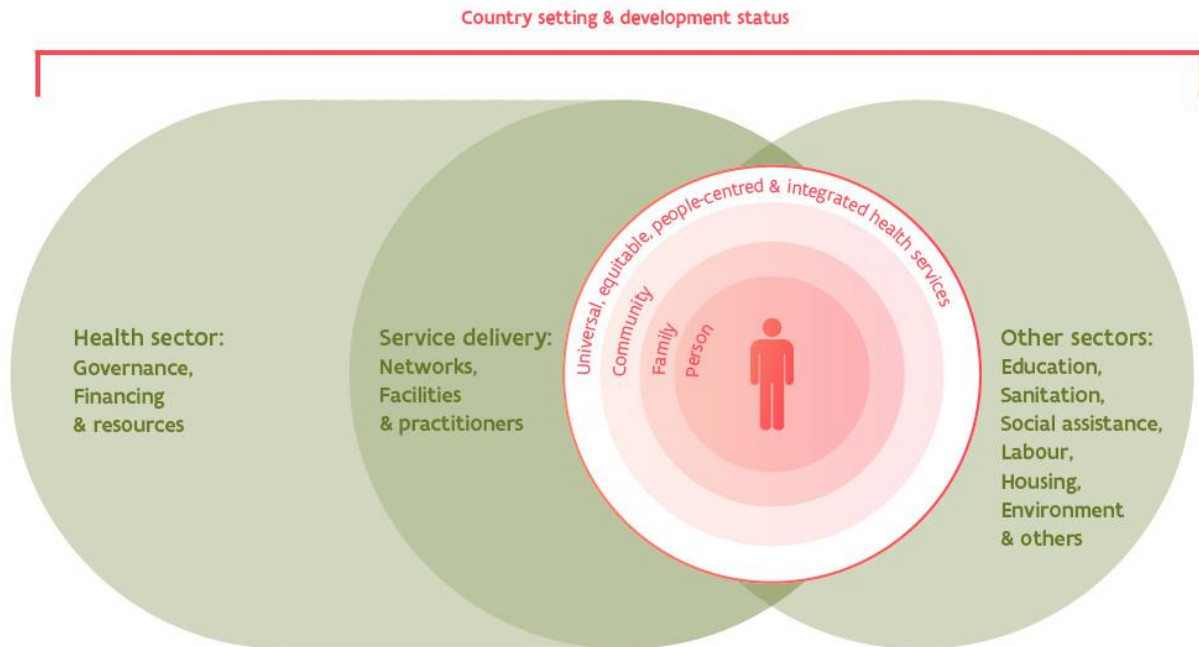 Country setting & development status
Health sector:
Governance,
Financing
& resources
Service delivery:
Networks,
Facilities
& practitioners
Universal, equitable, people-centred & integrated health services
Community
Family
Person
Other sectors:
Education,
Sanitation,
Social assistance,
Labour,
Housing,
Environment
& others